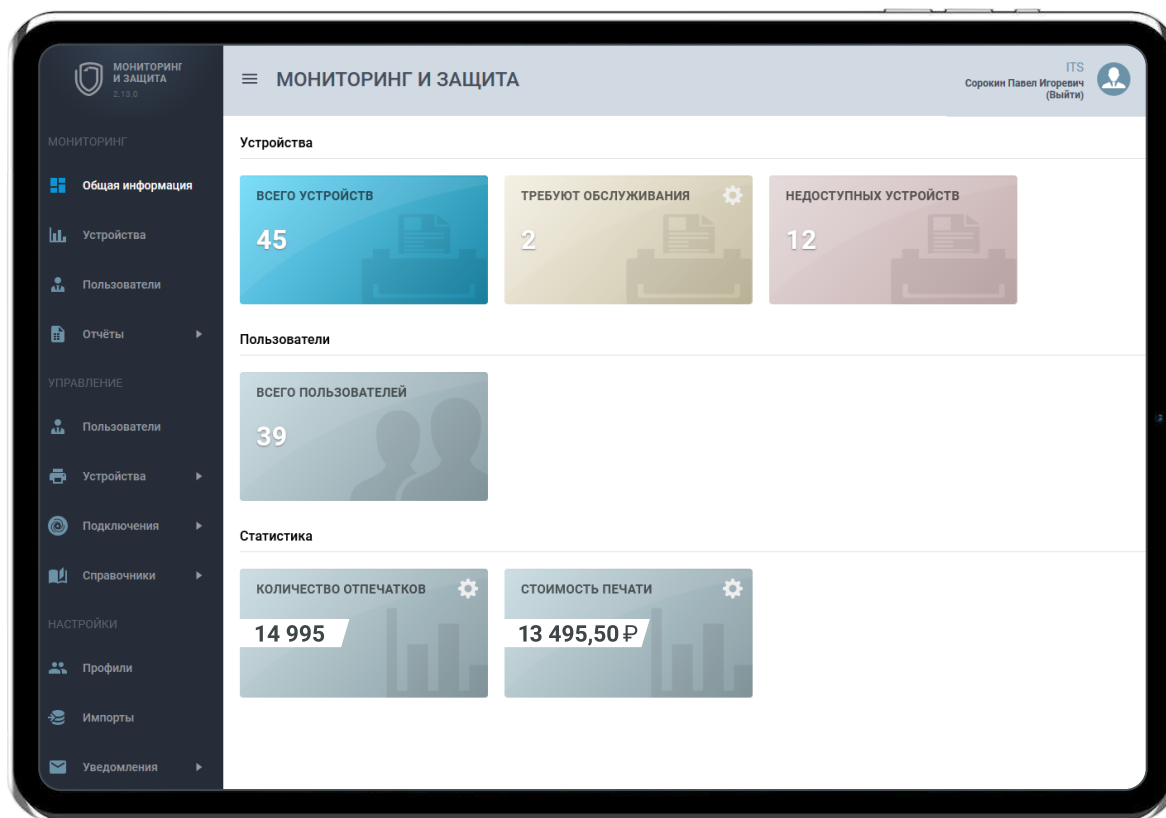 МОНИТОРИНГ
И ЗАЩИТА
2.13.0
МОНИТОРИНГ
Общая информация
Устройства
Пользователи
Отчёты
УПРАВЛЕНИЕ
Пользователи
Устройства
Подключения
Справочники
НАСТРОЙКИ
Профили
Импорты
Уведомления
МОНИТОРИНГ И ЗАЩИТА
ITS
Сорокин Павел Игоревич
(Выйти)
Устройства
ВСЕГО УСТРОЙСТВ
45
ТРЕБУЮТ ОБСЛУЖИВАНИЯ
2
НЕДОСТУПНЫХ УСТРОЙСТВ
12
Пользователи
ВСЕГО ПОЛЬЗОВАТЕЛЕЙ
39
Статистика
КОЛИЧЕСТВО ОТПЕЧАТКОВ
14 995
СТОИМОСТЬ ПЕЧАТИ
13 495,50 ₽